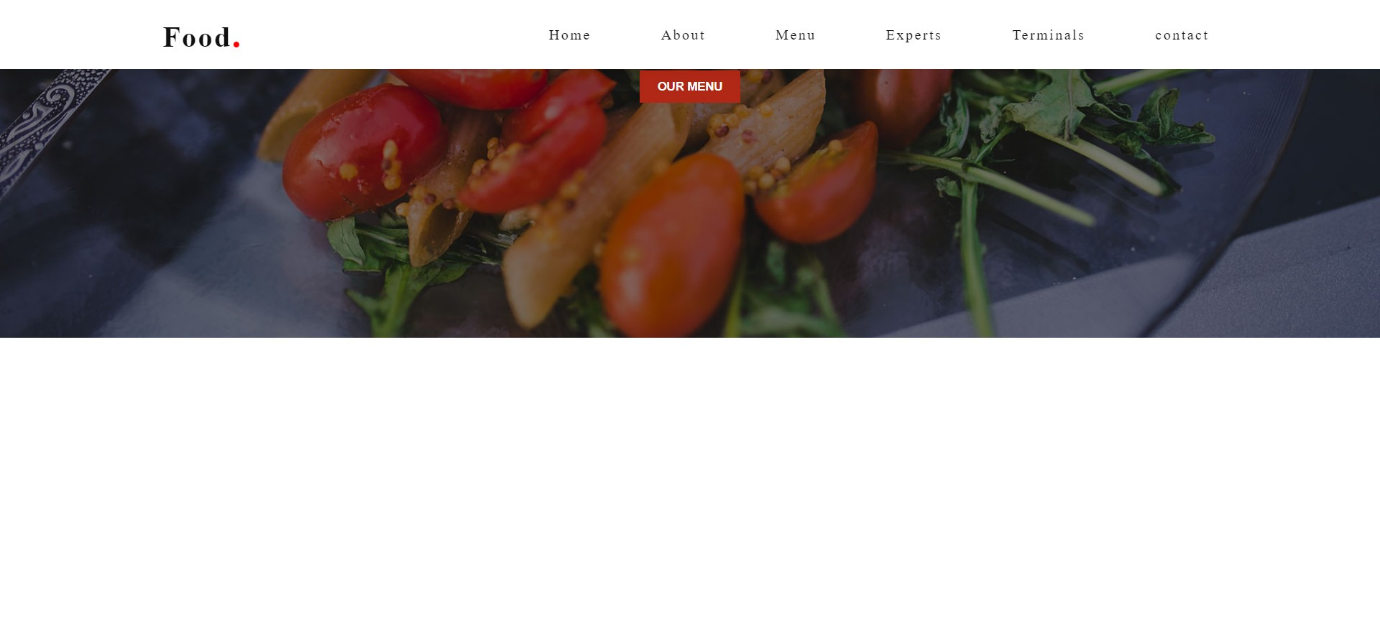 Food.
Home
About
Menu
Experts
Terminals
contact
OUR MENU